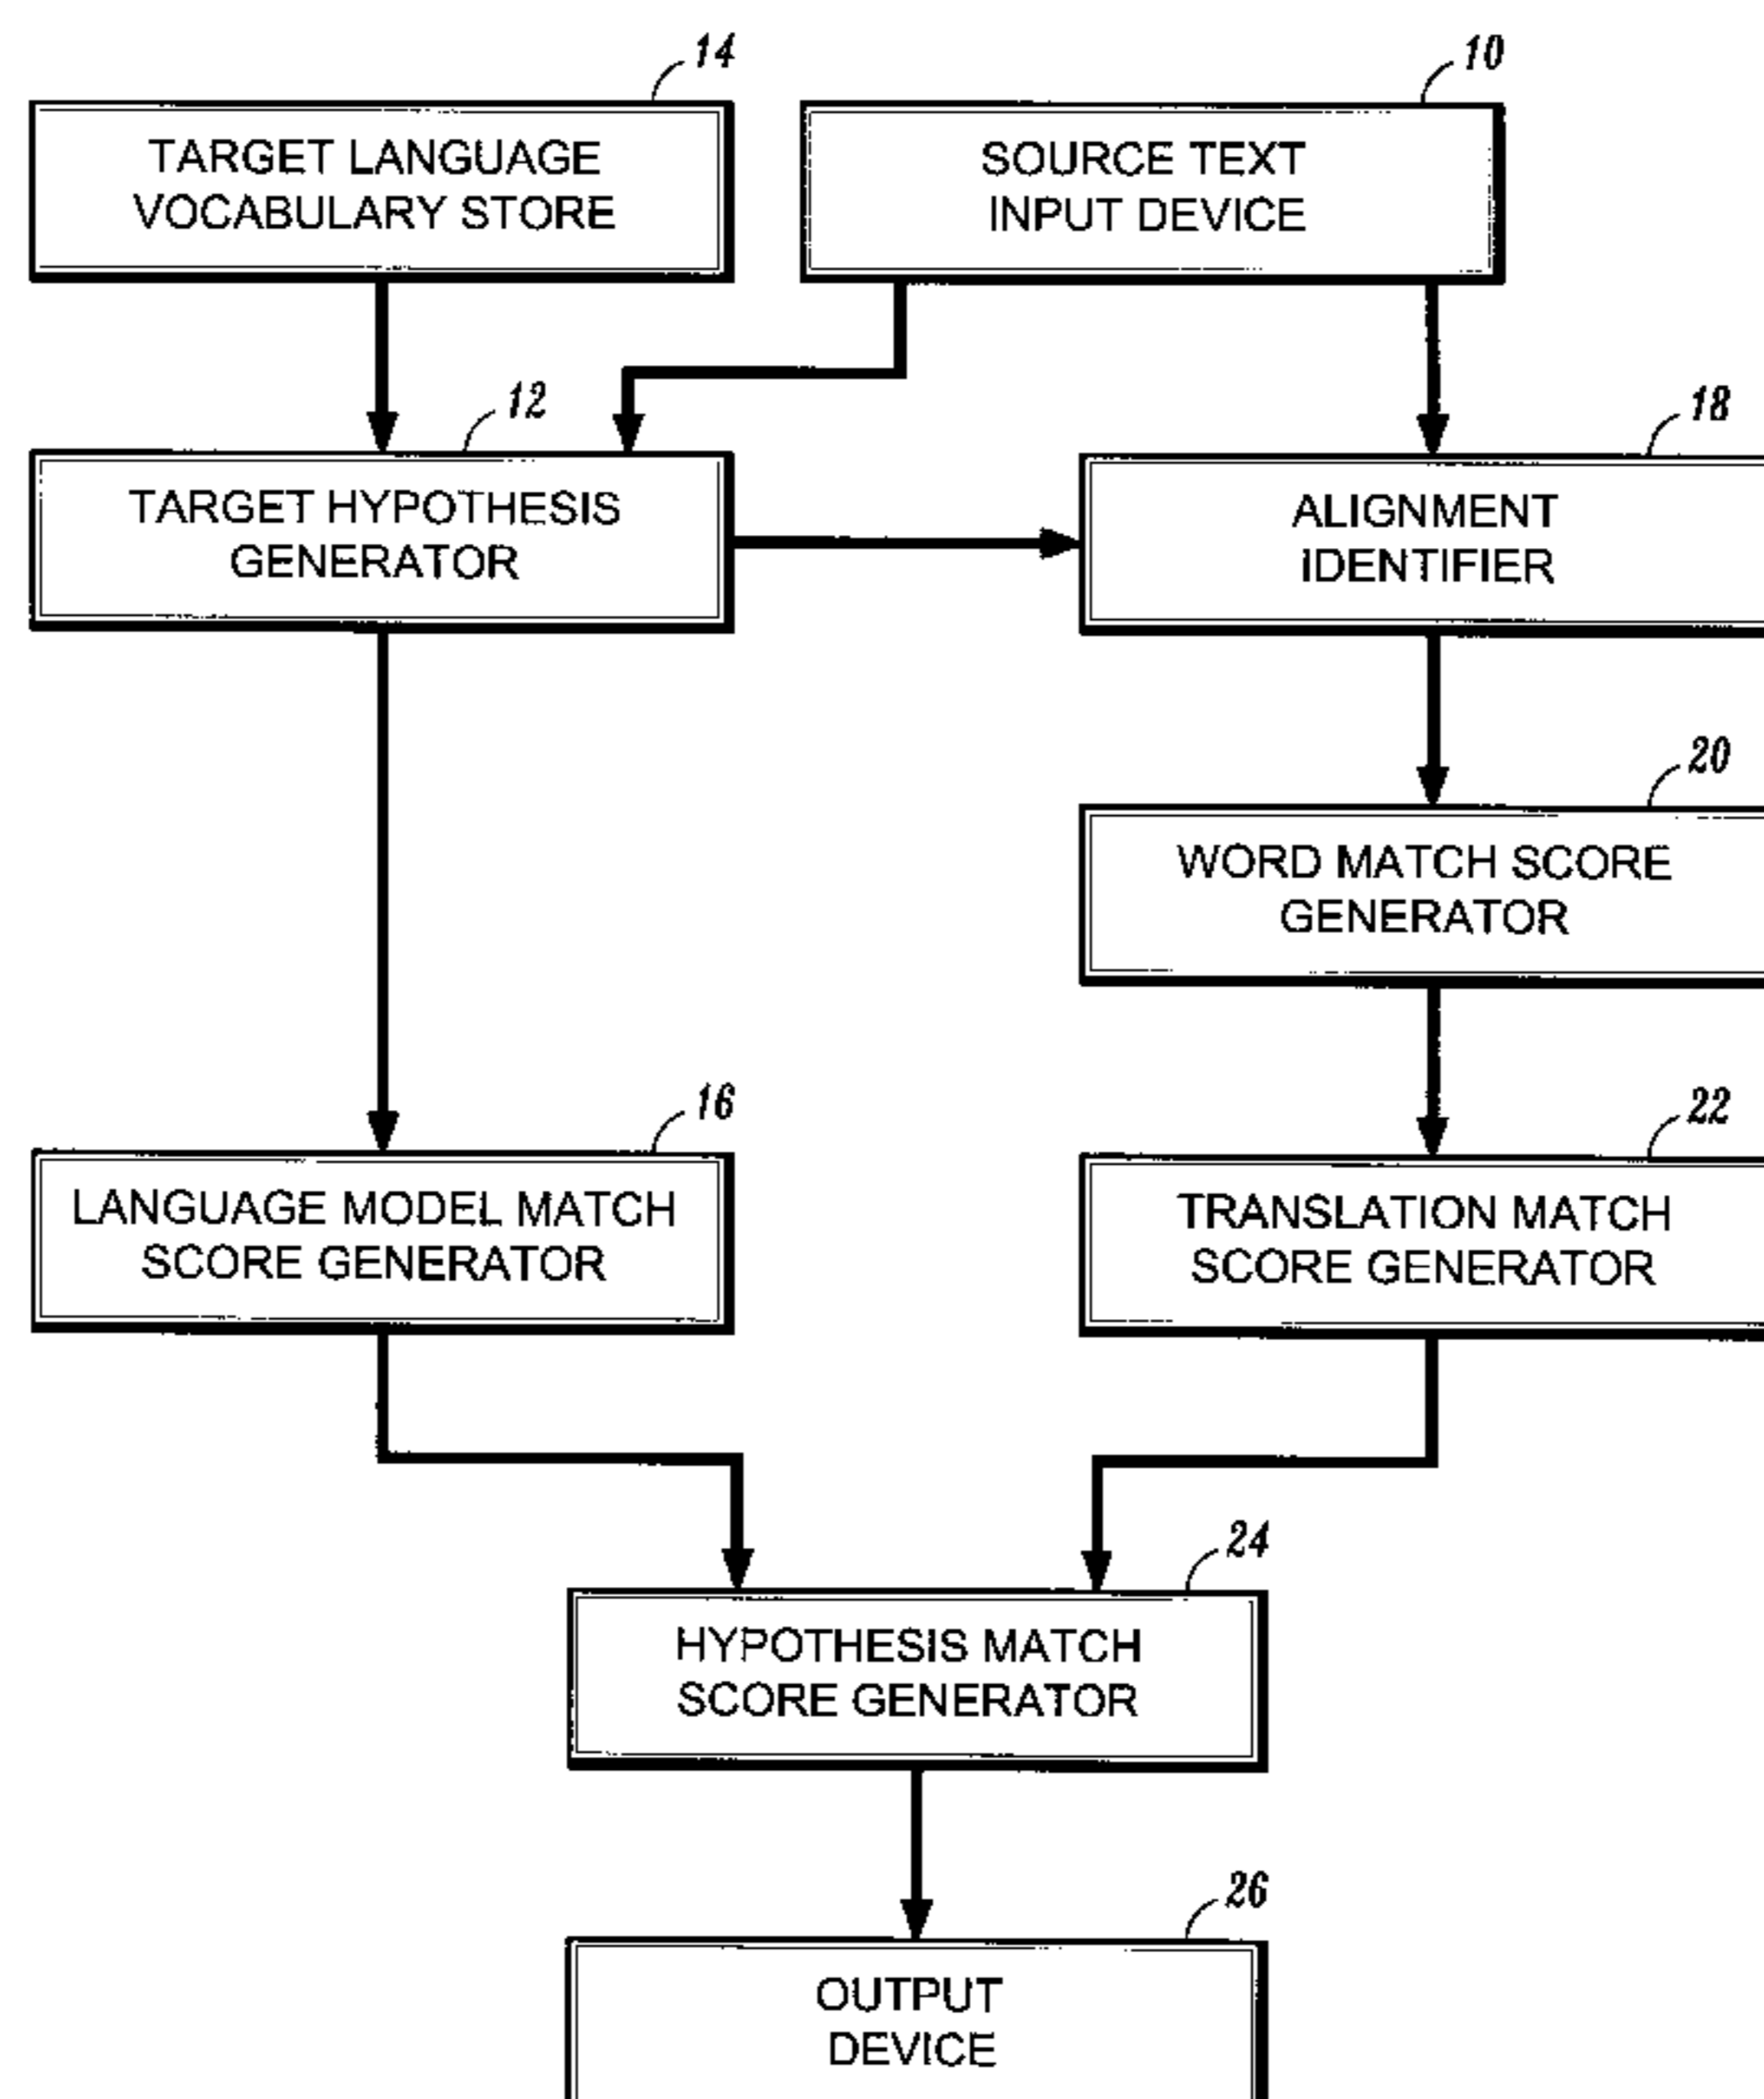 14
TARGET LANGUAGE
VOCABULARY STORE
10
SOURCE TEXT
INPUT DEVICE
12
TARGET HYPOTHESIS
GENERATOR
18
ALIGNMENT
IDENTIFIER
20
WORD MATCH SCORE
GENERATOR
16
LANGUAGE MODEL MATCH
SCORE GENERATOR
22
TRANSLATION MATCH
SCORE GENERATOR
24
HYPOTHESIS MATCH
SCORE GENERATOR
26
OUTPUT
DEVICE